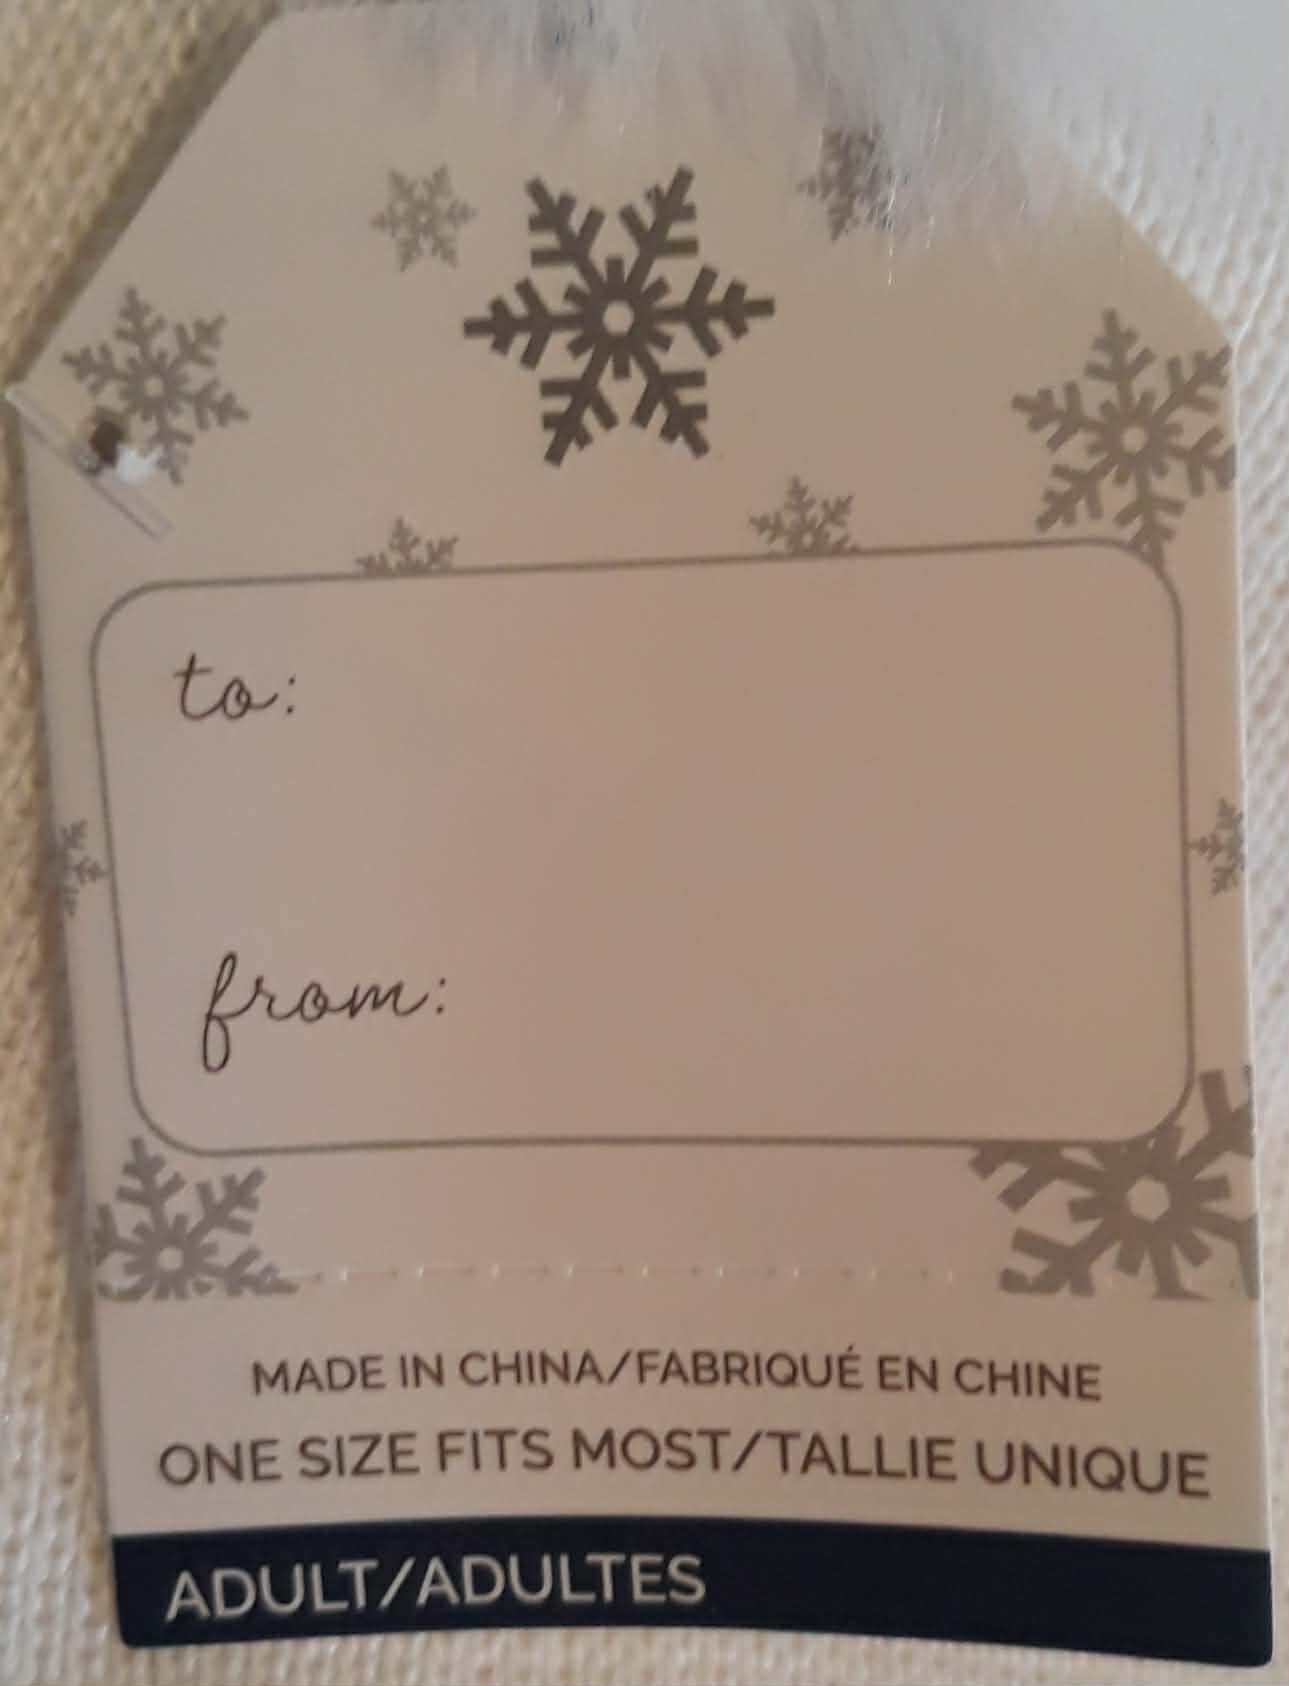 to:
from:
MADE IN CHINA/FABRIQUÉ EN CHINE
ONE SIZE FITS MOST/TALLIE UNIQUE
ADULT/ADULTES